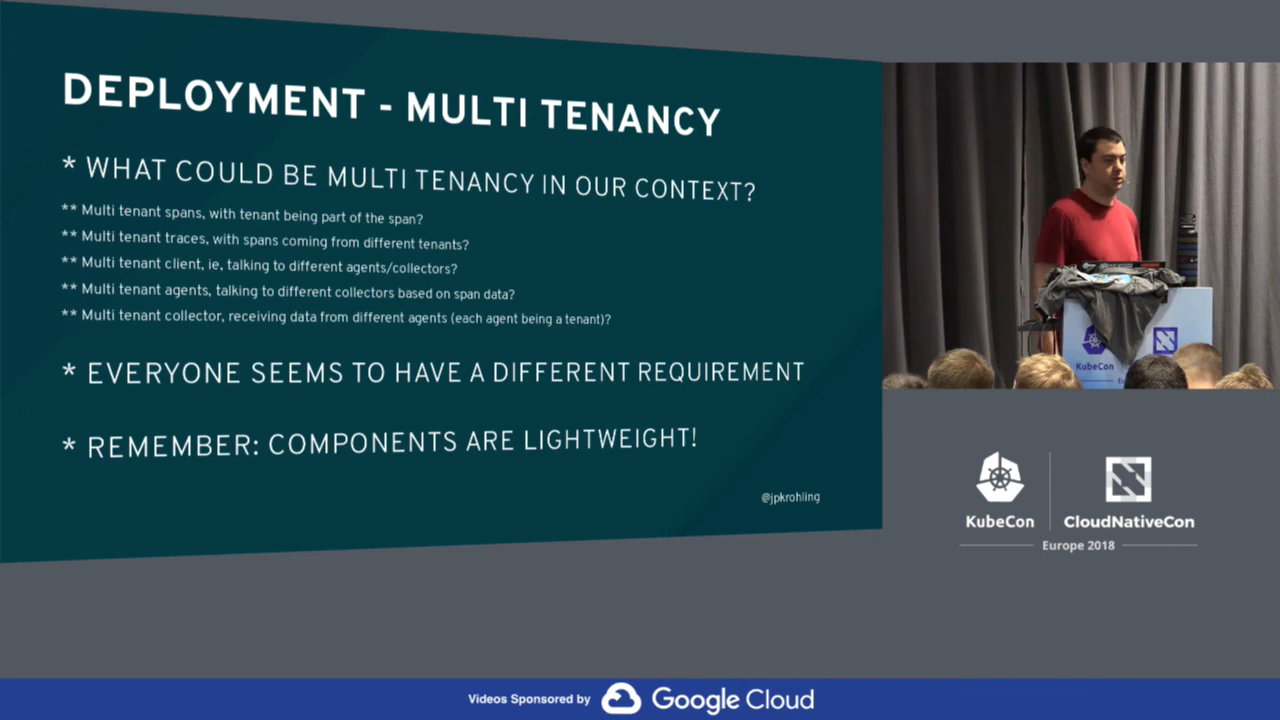 DEPLOYMENT - MULTI TENANCY
* WHAT COULD BE MULTI TENANCY IN OUR CONTEXT?
** Multi tenant spans, with tenant being part of the span?
** Multi tenant traces, with spans coming from different tenants?
** Multi tenant client, ie, talking to different agents/collectors?
** Multi tenant agents, talking to different collectors based on span data?
** Multi tenant collector, receiving data from different agents (each agent being a tenant)?
* EVERYONE SEEMS TO HAVE A DIFFERENT REQUIREMENT
* REMEMBER: COMPONENTS ARE LIGHTWEIGHT!
@jpkrohling
KubeCon
KubeCon
CloudNativeCon
Europe 2018
Videos Sponsored by Google Cloud